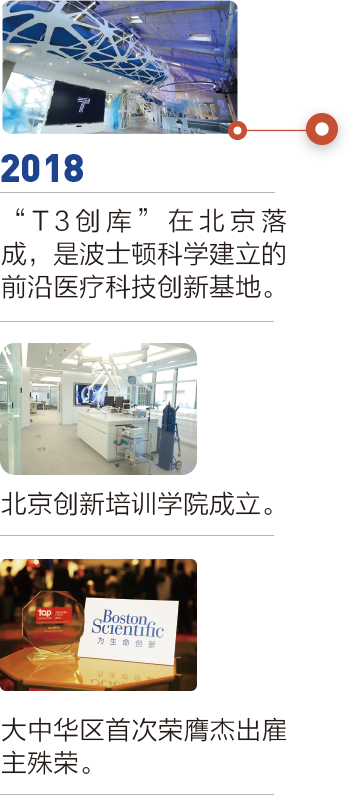 2018
“T3创库”在北京落
成，是波士顿科学建立的
前沿医疗科技创新基地。
北京创新培训学院成立。
top
Boston
Scientific
为生命创新
大中华区首次荣膺杰出雇
主殊荣。